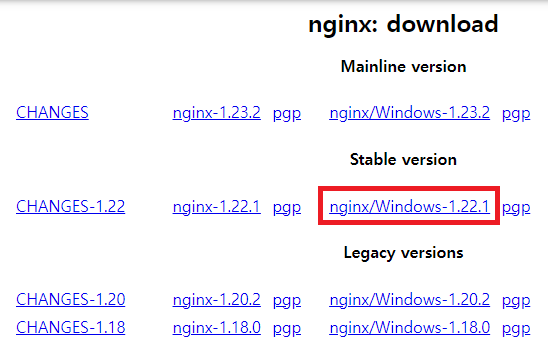 nginx: download
Mainline version
CHANGES nginx-1.23.2 pgp nginx/Windows-1.23.2 pgp
Stable version
CHANGES-1.22 nginx-1.22.1 pgp nginx/Windows-1.22.1 pgp
Legacy versions
CHANGES-1.20 nginx-1.20.2 pgp nginx/Windows-1.20.2 pgp
CHANGES-1.18 nginx-1.18.0 pgp nginx/Windows-1.18.0 pgp